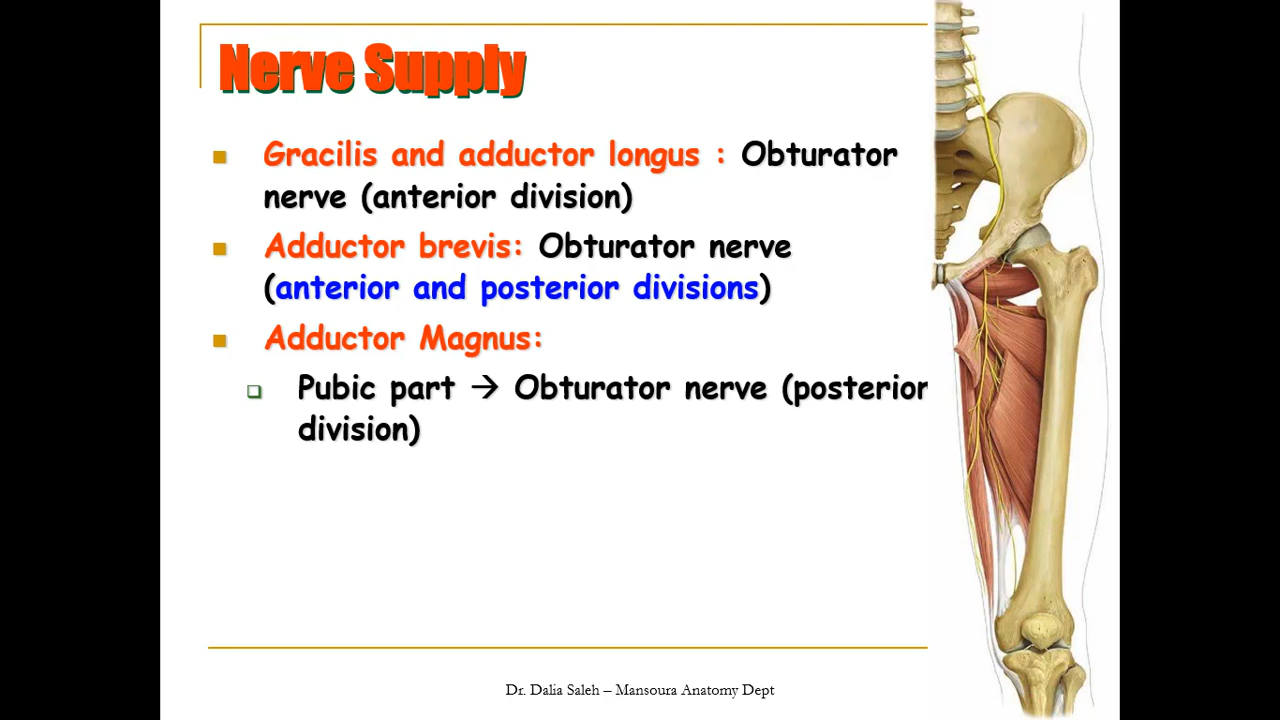 Nerve Supply
Gracilis and adductor longus : Obturator
nerve (anterior division)
Adductor brevis: Obturator nerve
(anterior and posterior divisions)
Adductor Magnus:
Pubic part → Obturator nerve (posterior
division)
Dr. Dalia Saleh – Mansoura Anatomy Dept